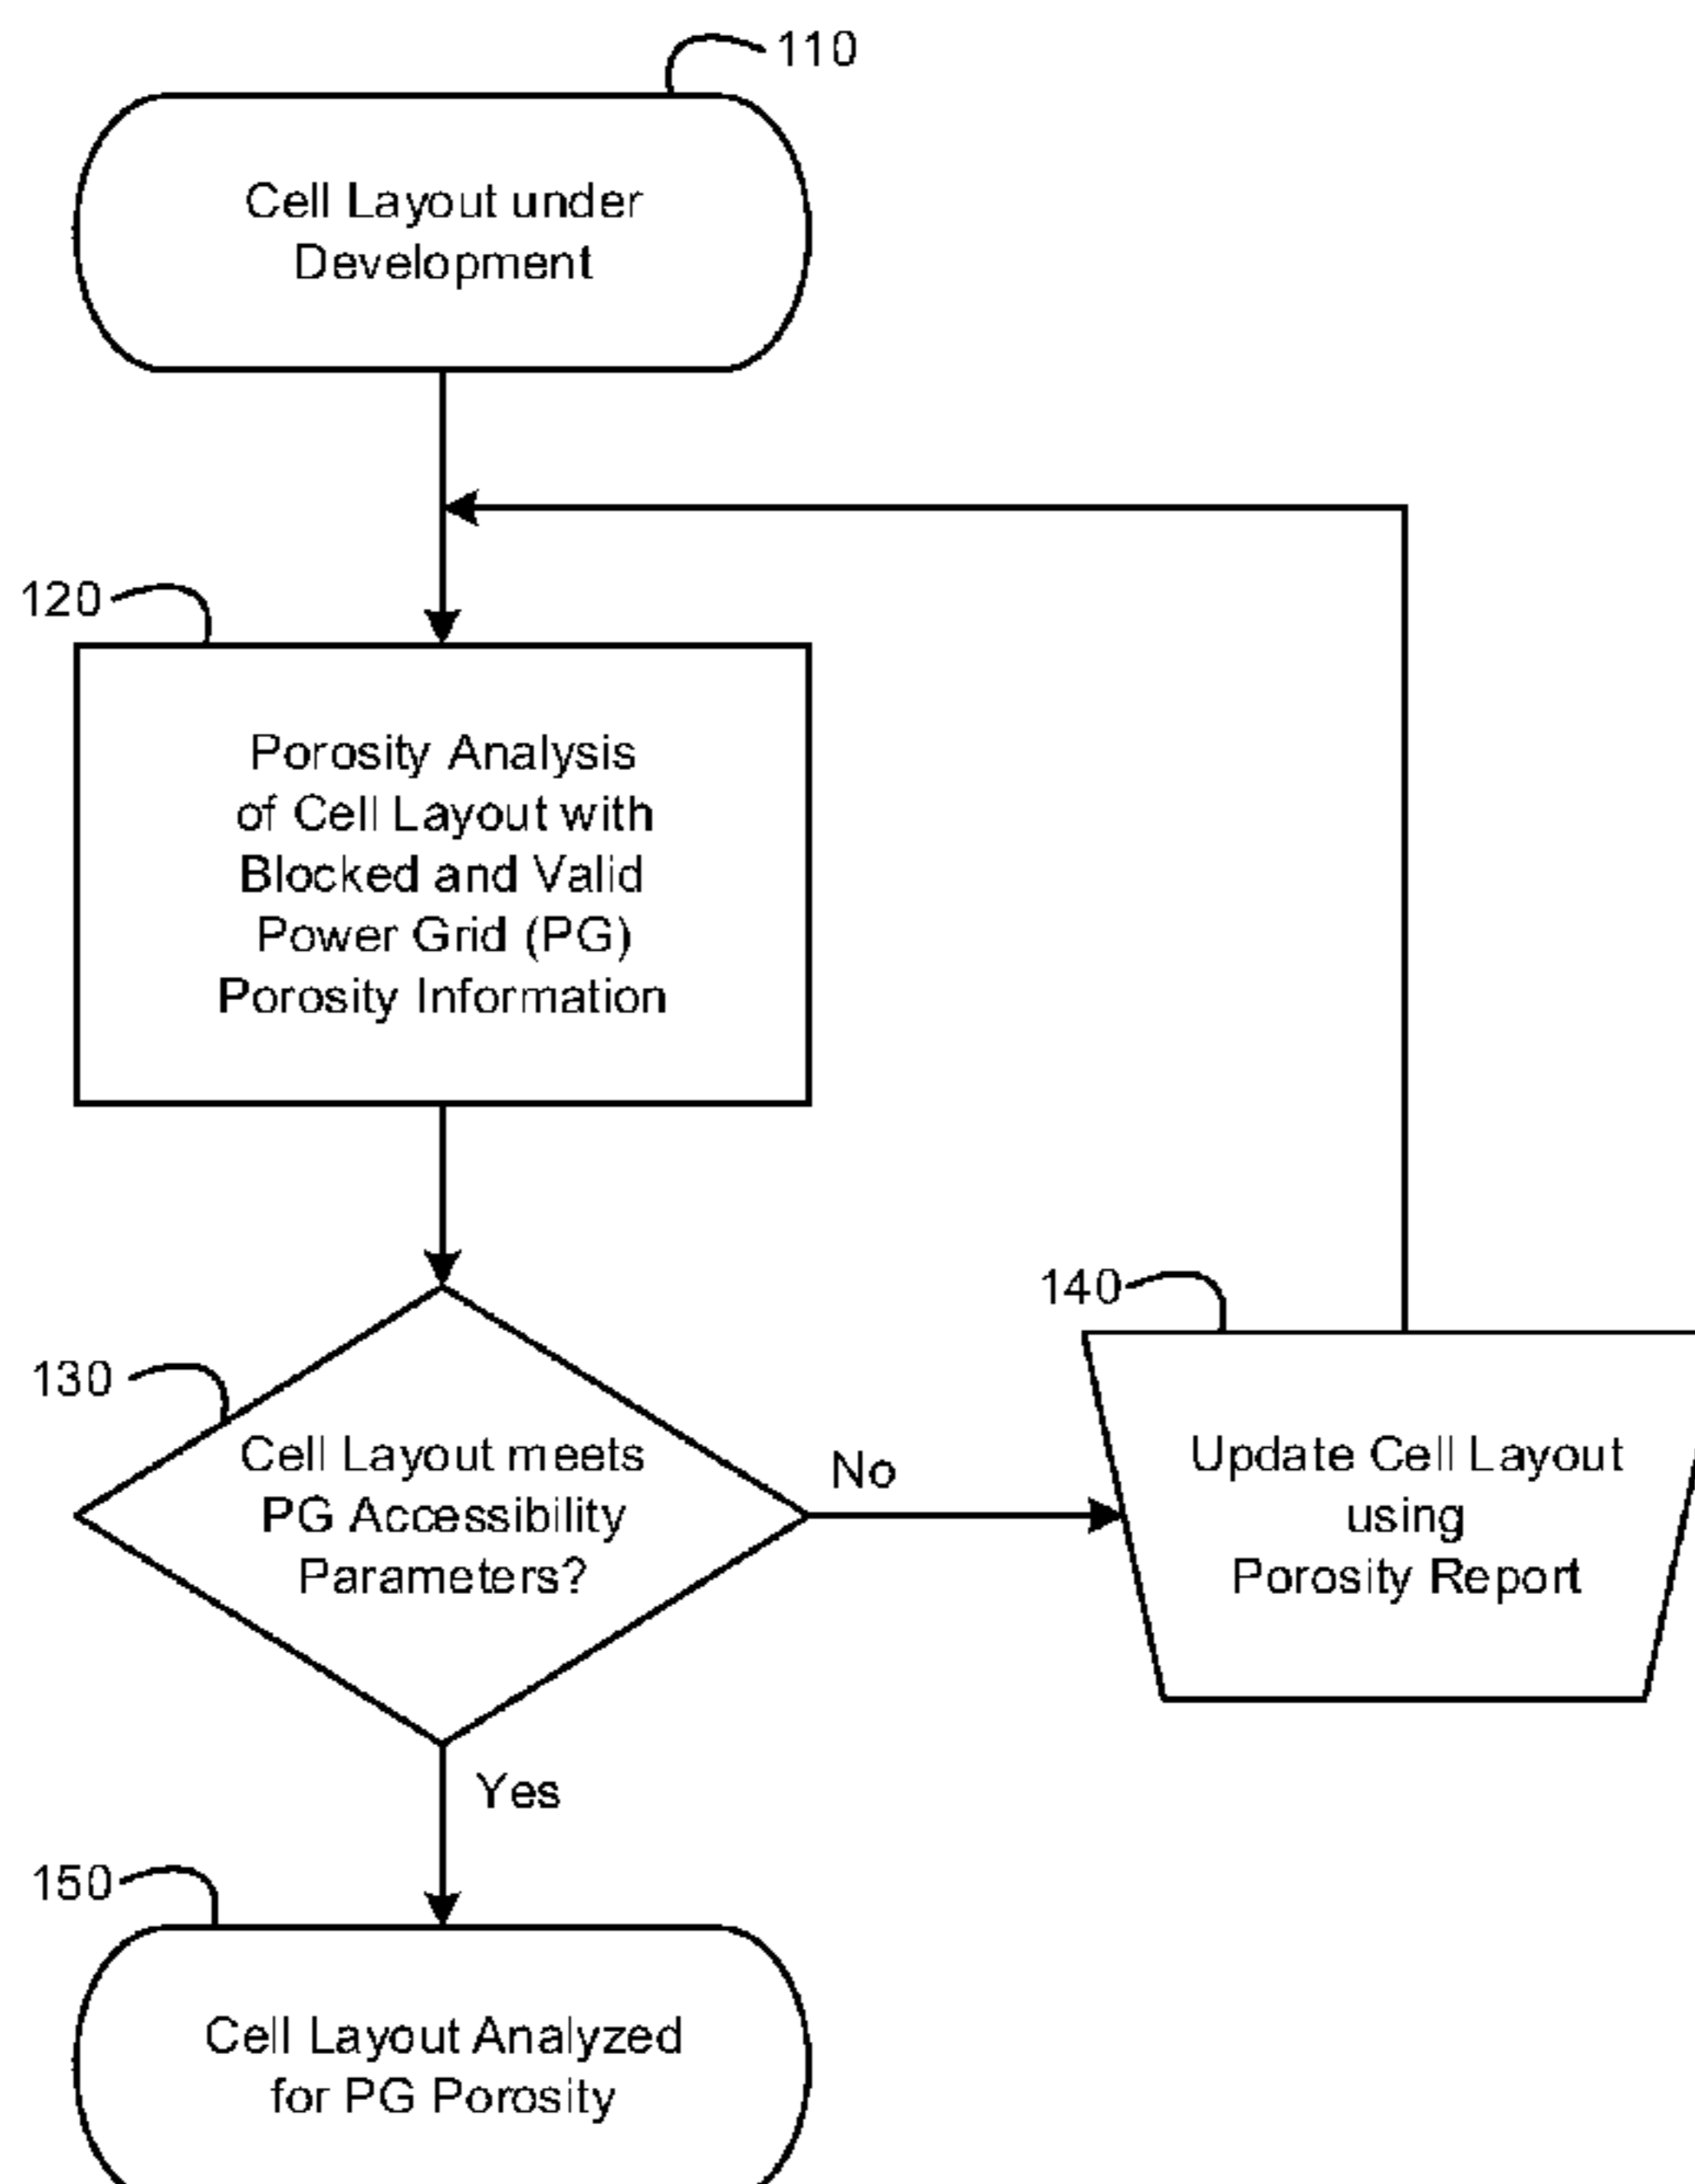 110
Cell Layout under
Development
120
Porosity Analysis
of Cell Layout with
Blocked and Valid
Power Grid (PG)
Porosity Information
130
Cell Layout meets
PG Accessibility
Parameters?
No
140
Update Cell Layout
using
Porosity Report
Yes
150
Cell Layout Analyzed
for PG Porosity